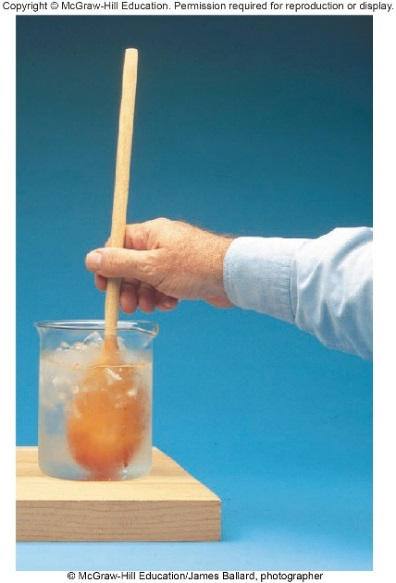 Copyright © McGraw-Hill Education. Permission required for reproduction or display.
© McGraw-Hill Education/James Ballard, photographer